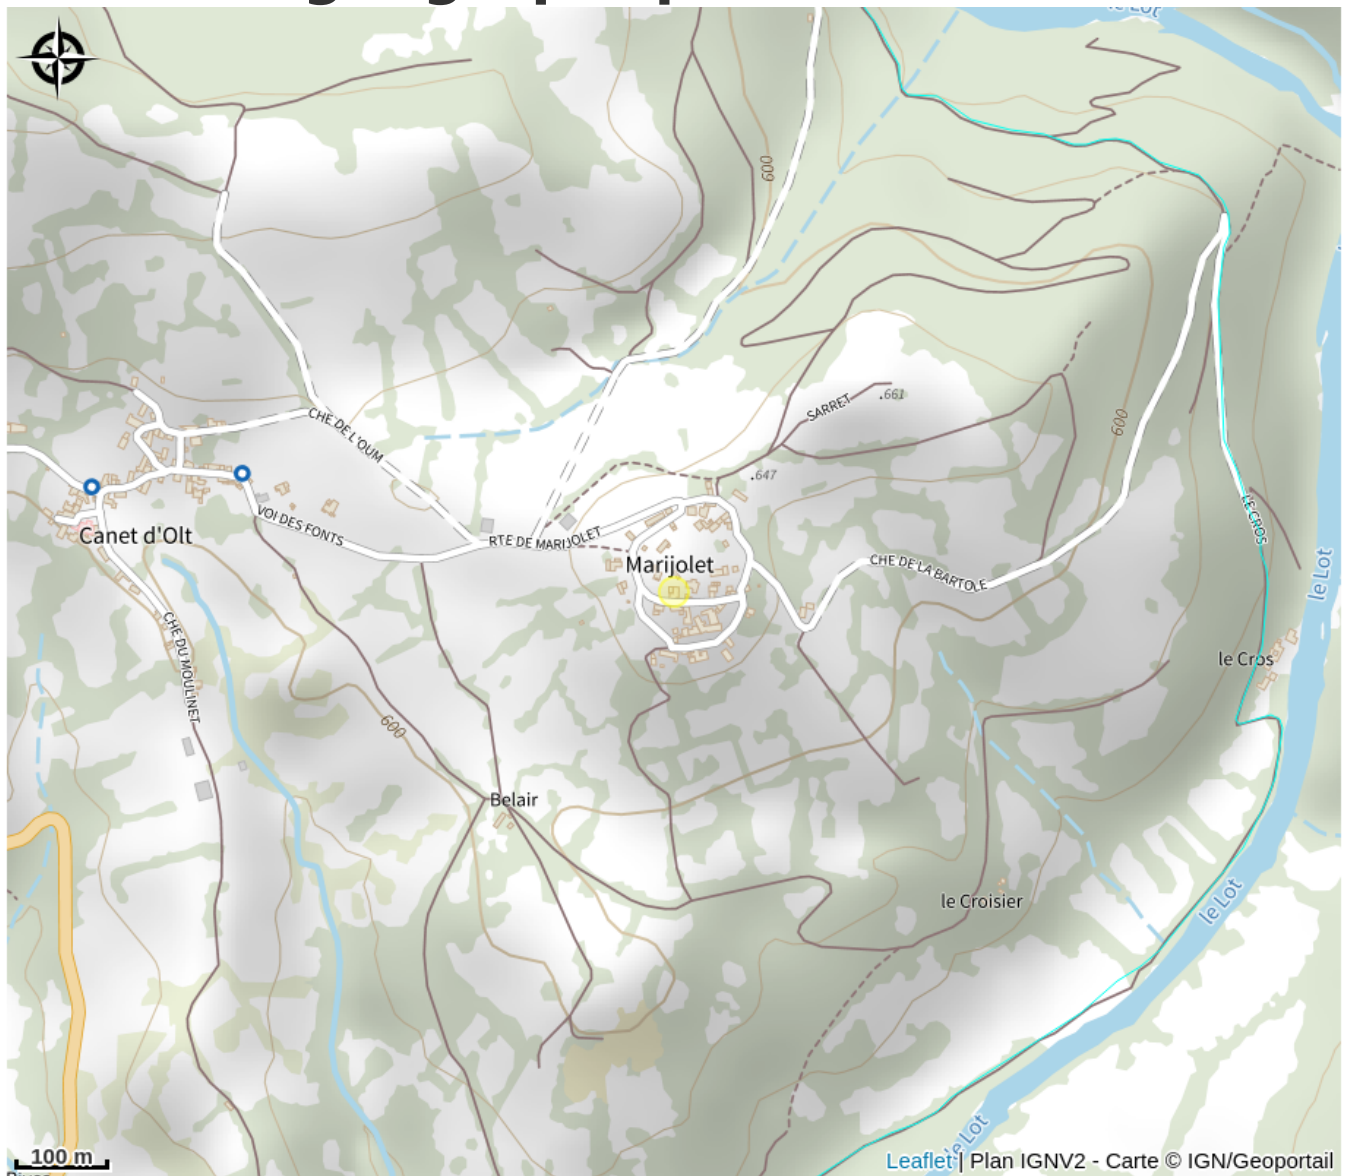 le Lot
600
CHE DE L'OUM
SARRET
.661
600
.647
VOI DES FONTS
RTE DE MARIJOLET
Canet d'Olt
Marijolet
CHE DE LA BARTOLE
LE CROS
le Lot
CHE DU MOULINET
le Cros
600
Belair
le Croisier
le Lot
le Lot
100 m
Leaflet | Plan IGNV2 - Carte © IGN/Geoportail